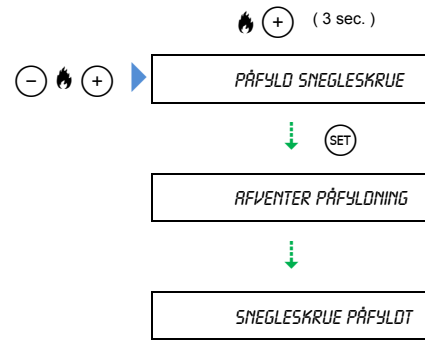 + ( 3 sec. )
− + PÅFYLD SNEGLESKRUE
SET
AFVENTER PÅFYLDNING
SNEGLESKRUE PÅFYLDT